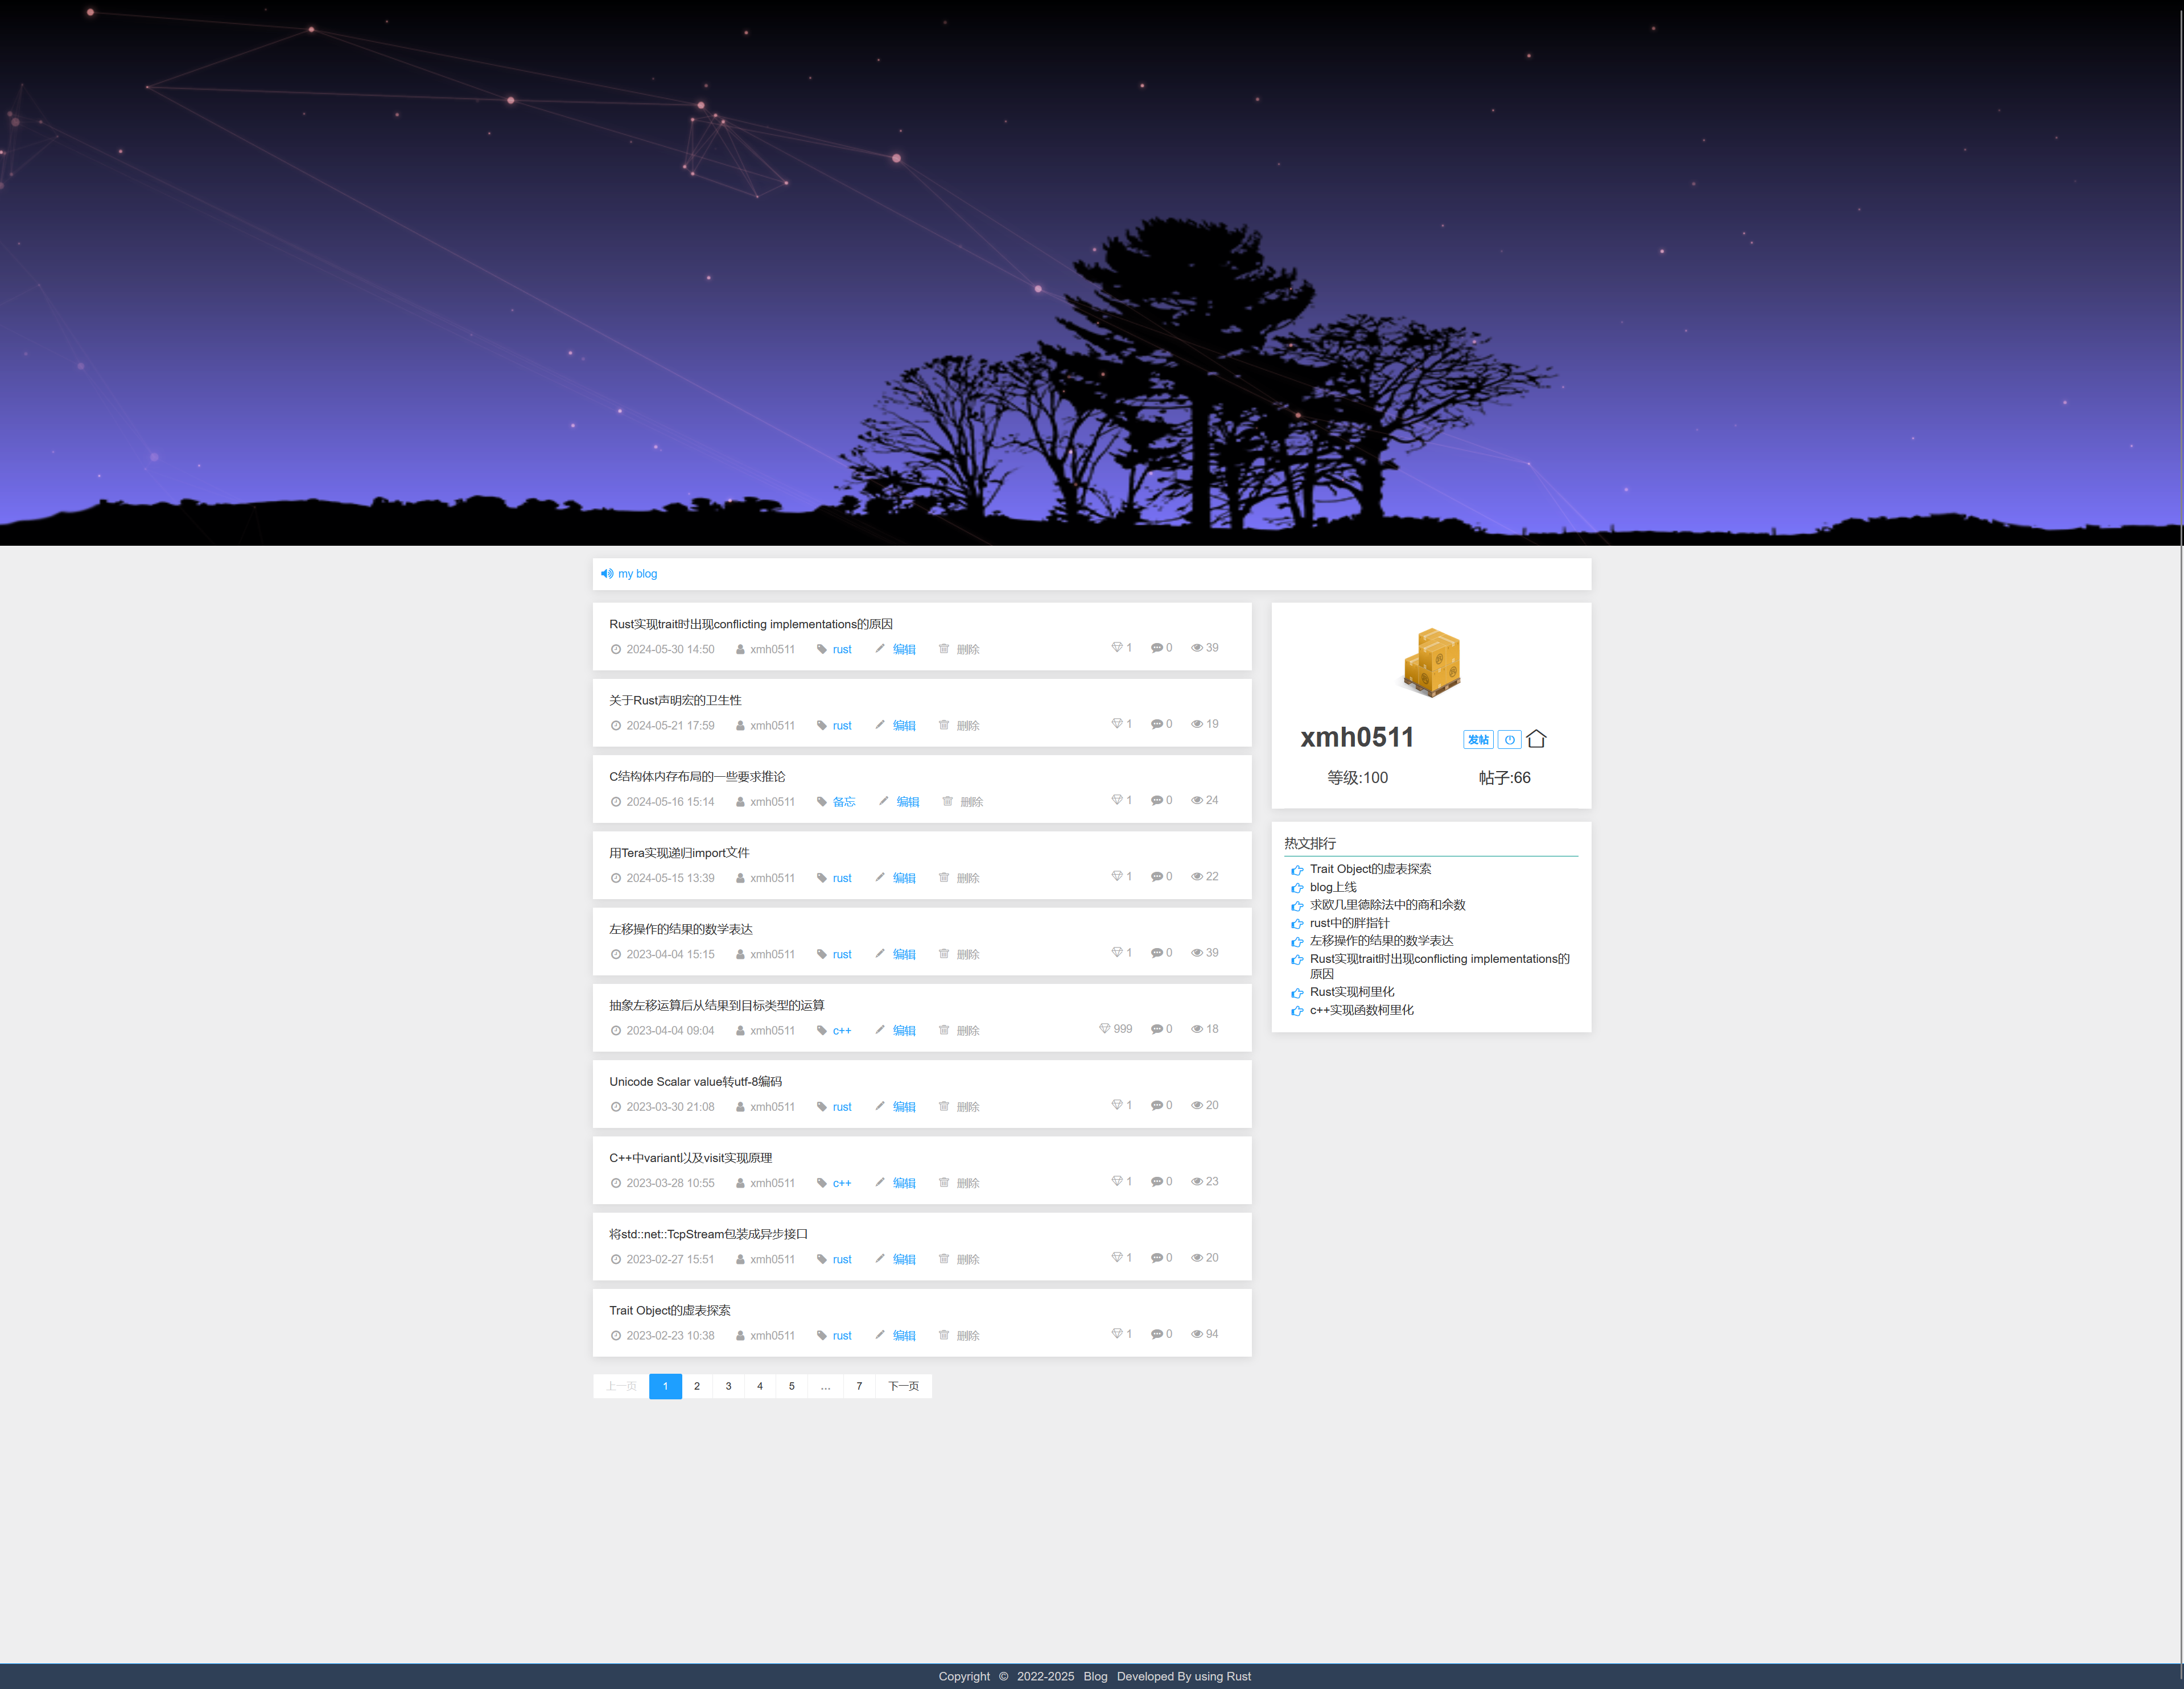 my blog
Rust实现trait时出现conflicting implementations的原因
2024-05-30 14:50 xmh0511 rust 编辑 删除 1 0 39
关于Rust声明宏的卫生性
2024-05-21 17:59 xmh0511 rust 编辑 删除 1 0 19
C结构体内存布局的一些要求推论
2024-05-16 15:14 xmh0511 备忘 编辑 删除 1 0 24
用Tera实现递归import文件
2024-05-15 13:39 xmh0511 rust 编辑 删除 1 0 22
左移操作的结果的数学表达
2023-04-04 15:15 xmh0511 rust 编辑 删除 1 0 39
抽象左移运算后从结果到目标类型的运算
2023-04-04 09:04 xmh0511 c++ 编辑 删除 999 0 18
Unicode Scalar value转utf-8编码
2023-03-30 21:08 xmh0511 rust 编辑 删除 1 0 20
C++中variant以及visit实现原理
2023-03-28 10:55 xmh0511 c++ 编辑 删除 1 0 23
将std::net::TcpStream包装成异步接口
2023-02-27 15:51 xmh0511 rust 编辑 删除 1 0 20
Trait Object的虚表探索
2023-02-23 10:38 xmh0511 rust 编辑 删除 1 0 94
上一页 1 2 3 4 5 … 7 下一页
xmh0511 发帖
等级:100 帖子:66
热文排行
Trait Object的虚表探索
blog上线
求欧几里德除法中的商和余数
rust中的胖指针
左移操作的结果的数学表达
Rust实现trait时出现conflicting implementations的
原因
Rust实现柯里化
c++实现函数柯里化
Copyright © 2022-2025 Blog Developed By using Rust